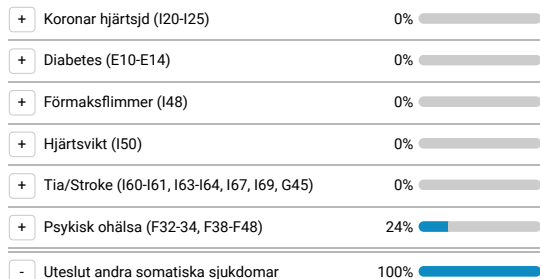 + Koronar hjärtsjd (I20-I25) 0%
+ Diabetes (E10-E14) 0%
+ Förmaksflimmer (I48) 0%
+ Hjärtsvikt (I50) 0%
+ Tia/Stroke (I60-I61, I63-I64, I67, I69, G45) 0%
+ Psykisk ohälsa (F32-34, F38-F48) 24%
- Uteslut andra somatiska sjukdomar 100%